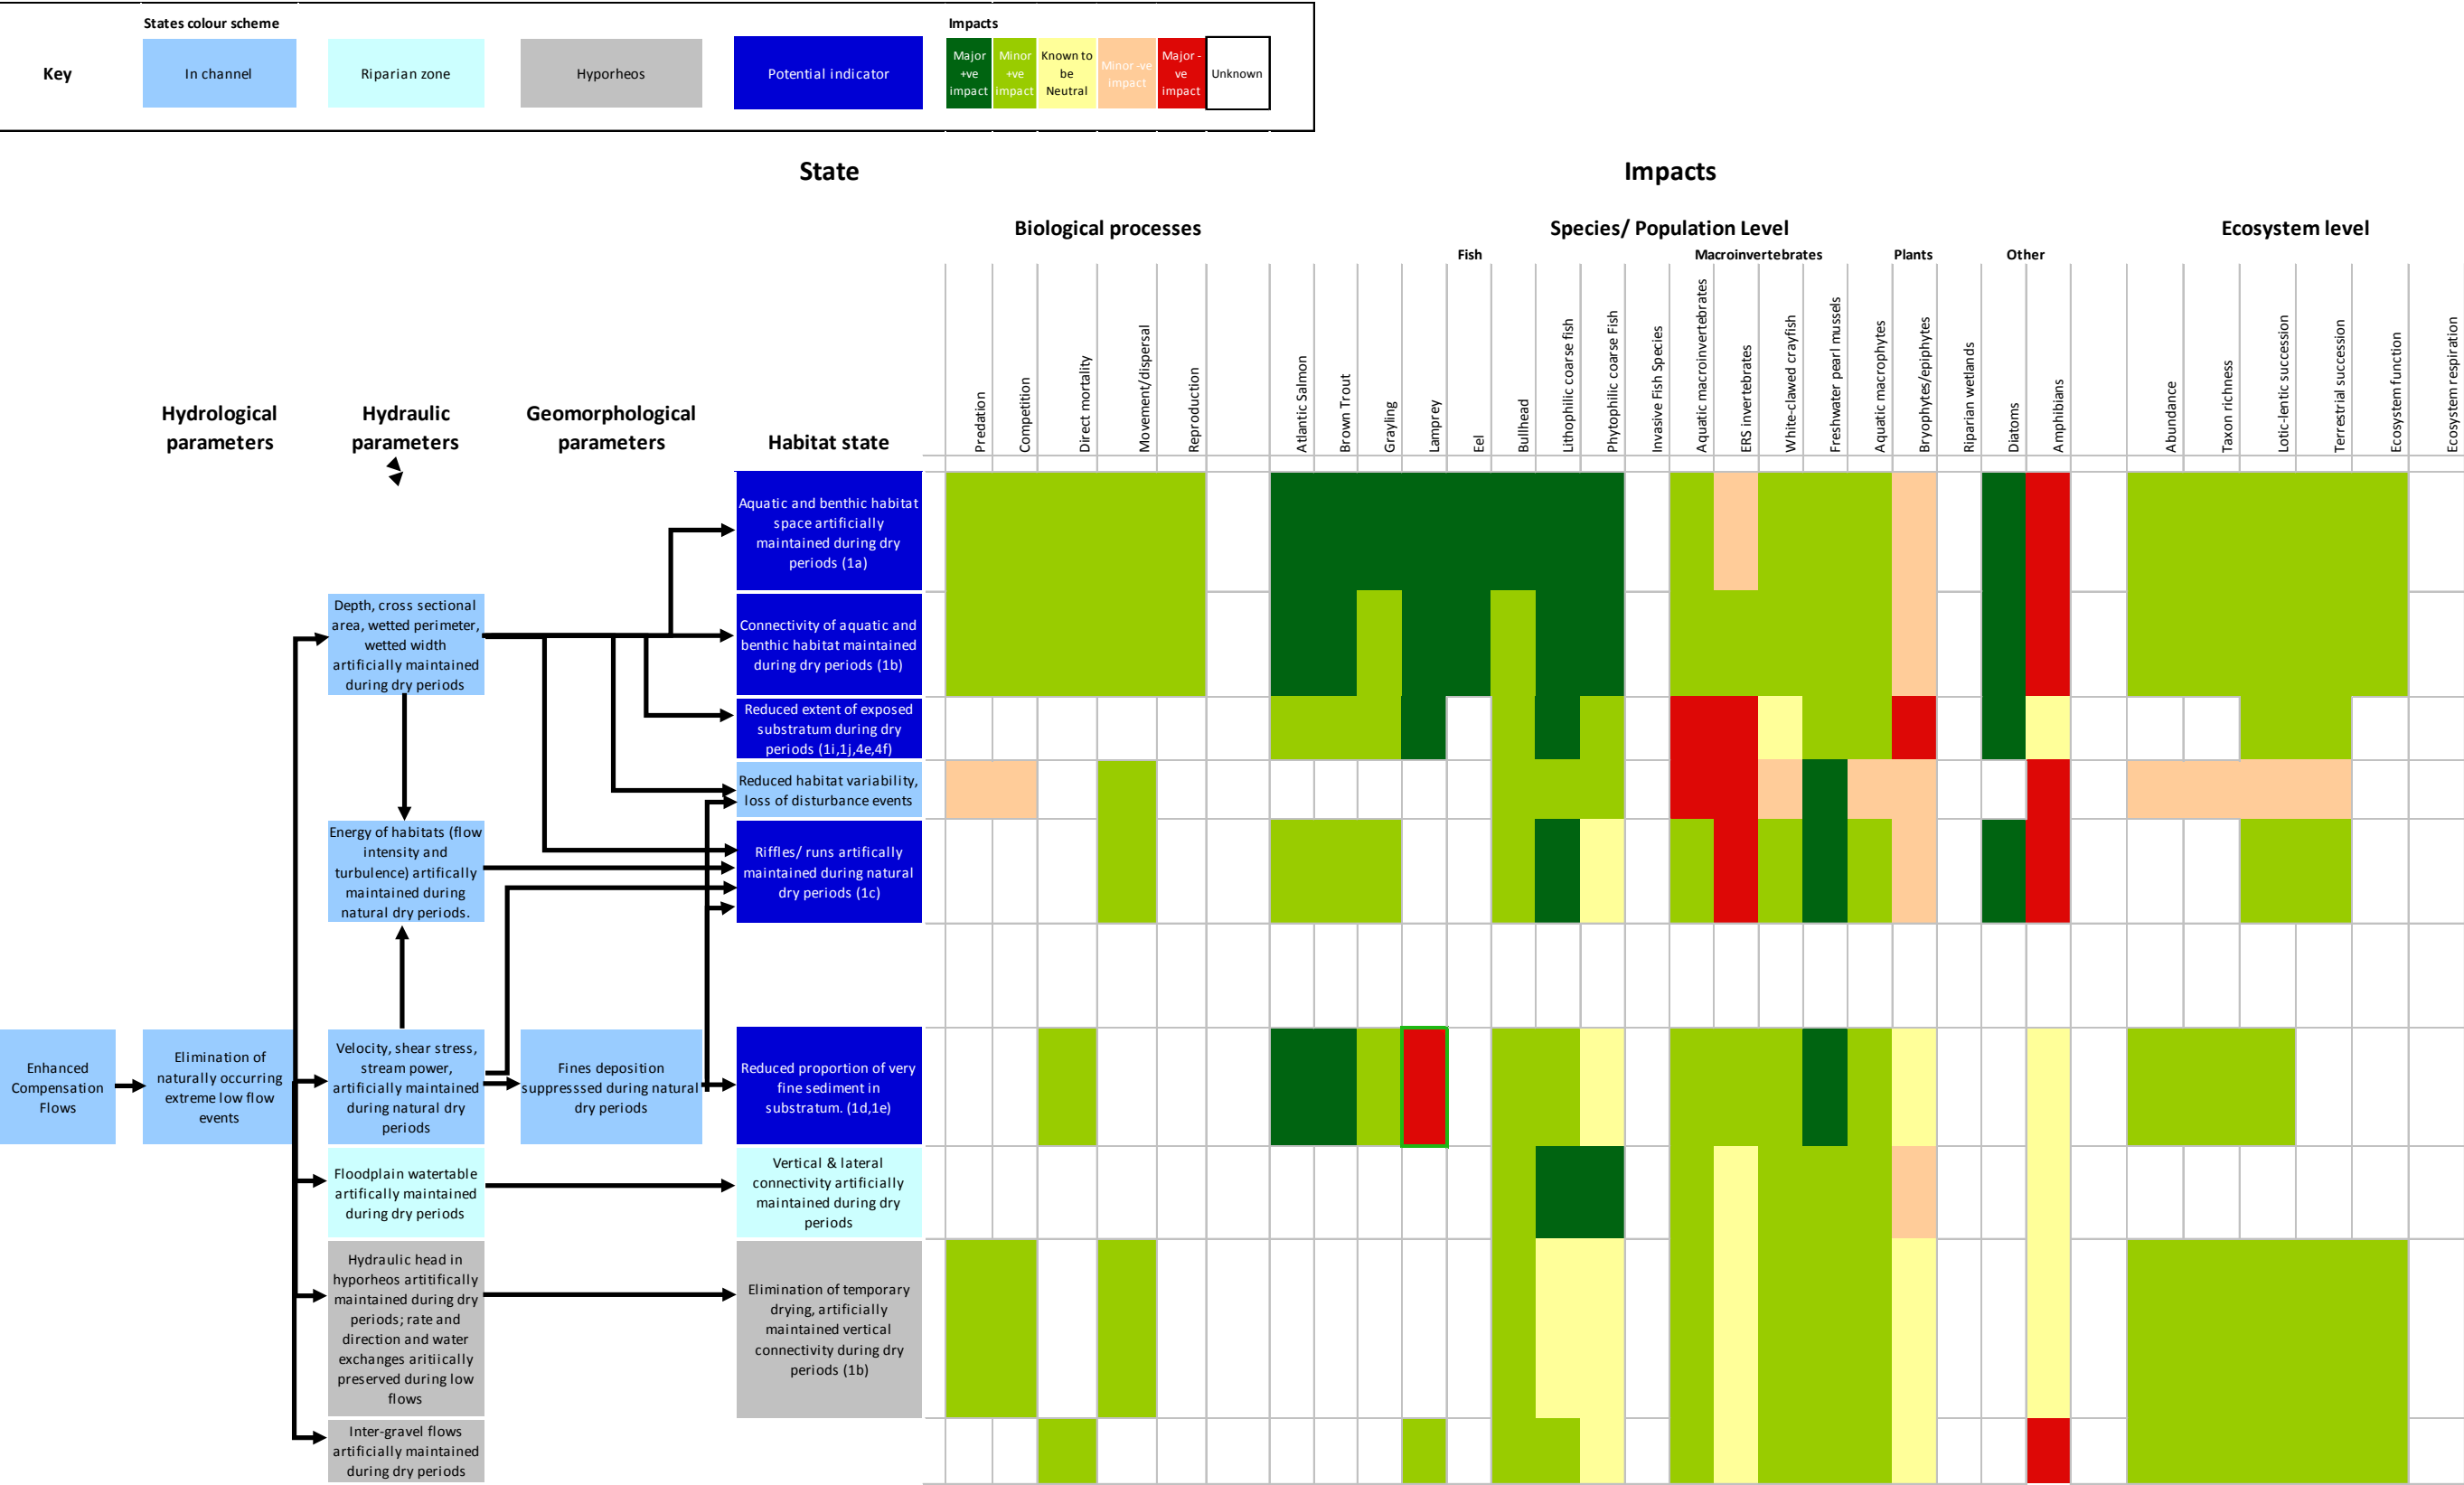 States colour scheme
Impacts
Key
In channel
Riparian zone
Hyporheos
Potential indicator
Major
+ve
impact
Minor
+ve
impact
Known to
be
Neutral
Minor -ve
impact
Major -
ve
impact
Unknown
State
Impacts
Biological processes
Species/ Population Level
Ecosystem level
Fish
Macroinvertebrates
Plants
Other
Hydrological
parameters
Hydraulic
parameters
Geomorphological
parameters
Habitat state
Predation
Competition
Direct mortality
Movement/dispersal
Reproduction
Atlantic Salmon
Brown Trout
Grayling
Lamprey
Eel
Bullhead
Lithophilic coarse fish
Phytophilic coarse Fish
Invasive Fish Species
Aquatic macroinvertebrates
ERS invertebrates
White-clawed crayfish
Freshwater pearl mussels
Aquatic macrophytes
Bryophytes/epiphytes
Riparian wetlands
Diatoms
Amphibians
Abundance
Taxon richness
Lotic-lentic succession
Terrestrial succession
Ecosystem function
Ecosystem respiration
Aquatic and benthic habitat
space artificially
maintained during dry
periods (1a)
Depth, cross sectional
area, wetted perimeter,
wetted width
artificially maintained
during dry periods
Connectivity of aquatic and
benthic habitat maintained
during dry periods (1b)
Reduced extent of exposed
substratum during dry
periods (1i,1j,4e,4f)
Reduced habitat variability,
loss of disturbance events
Energy of habitats (flow
intensity and
turbulence) artifically
maintained during
natural dry periods.
Riffles/ runs artifically
maintained during natural
dry periods (1c)
Enhanced
Compensation
Flows
Elimination of
naturally occurring
extreme low flow
events
Velocity, shear stress,
stream power,
artificially maintained
during natural dry
periods
Fines deposition
suppresssed during natural
dry periods
Reduced proportion of very
fine sediment in
substratum. (1d,1e)
Floodplain watertable
artifically maintained
during dry periods
Vertical & lateral
connectivity artificially
maintained during dry
periods
Hydraulic head in
hyporheos artitifically
maintained during dry
periods; rate and
direction and water
exchanges aritiically
preserved during low
flows
Elimination of temporary
drying, artificially
maintained vertical
connectivity during dry
periods (1b)
Inter-gravel flows
artificially maintained
during dry periods